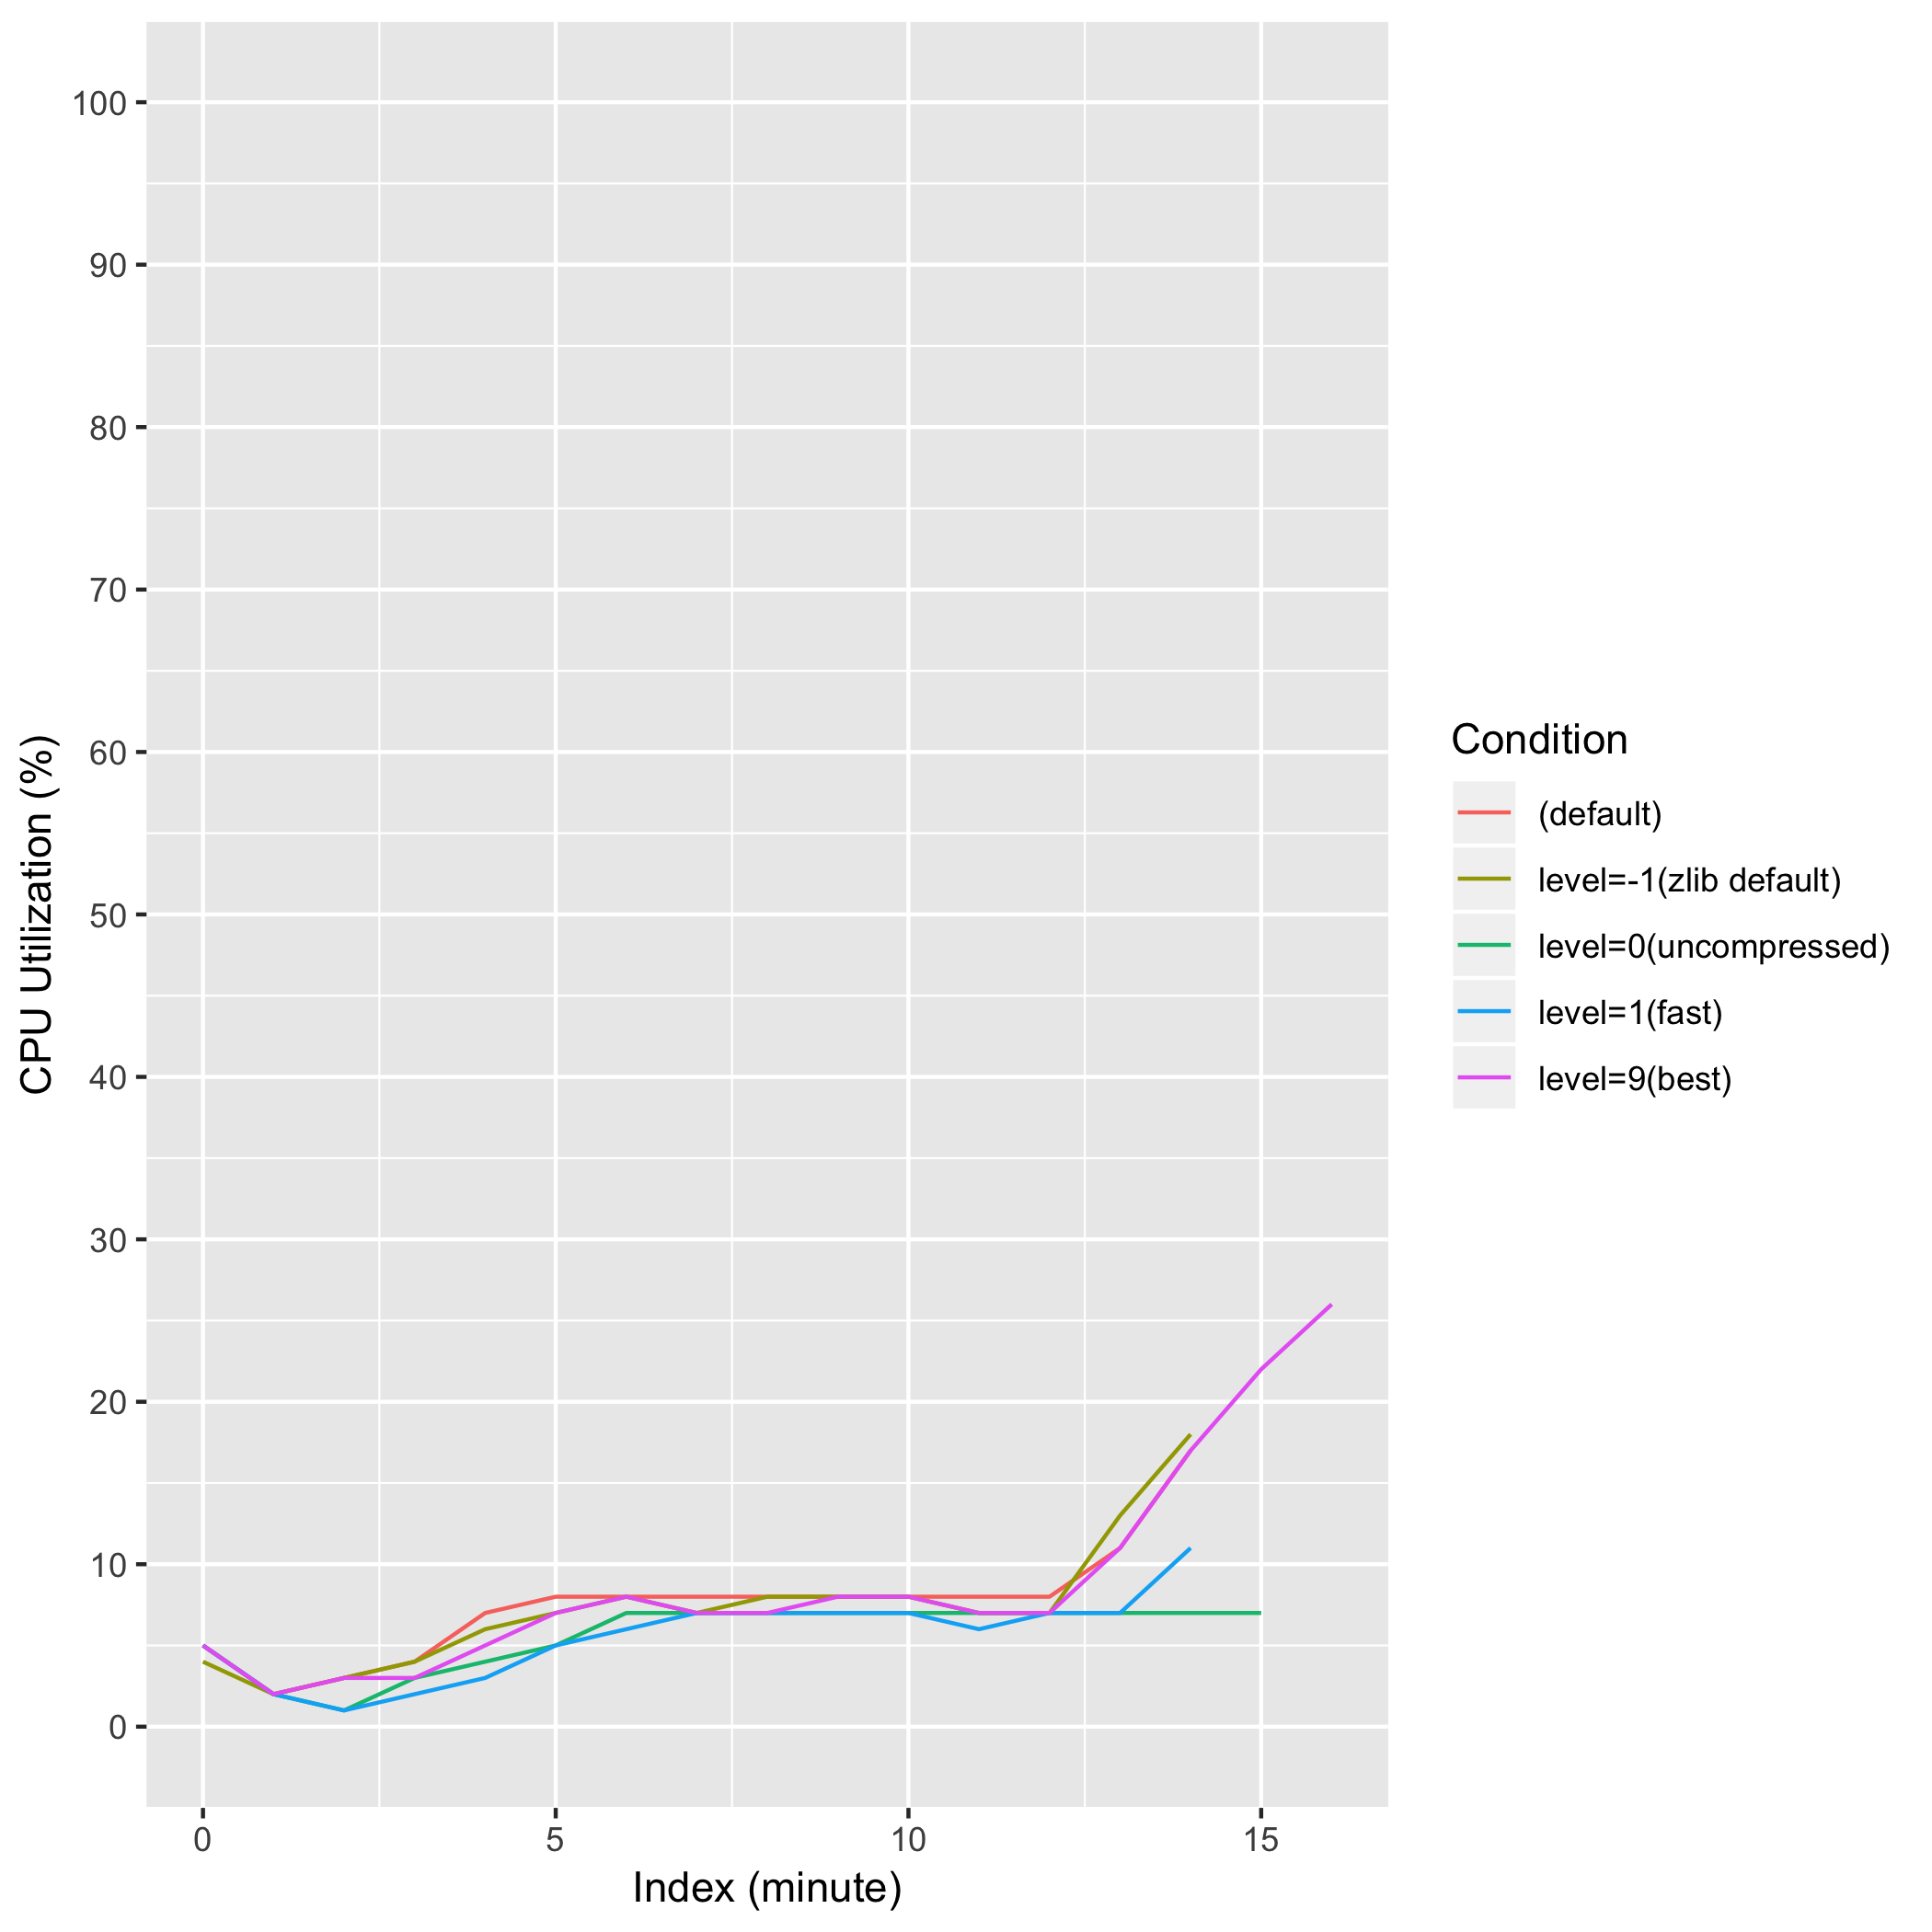 CPU Utilization (%)
100
90
80
70
60
50
40
30
20
10
0
0 5 10 15
Index (minute)
Condition
(default)
level=-1(zlib default)
level=0(uncompressed)
level=1(fast)
level=9(best)